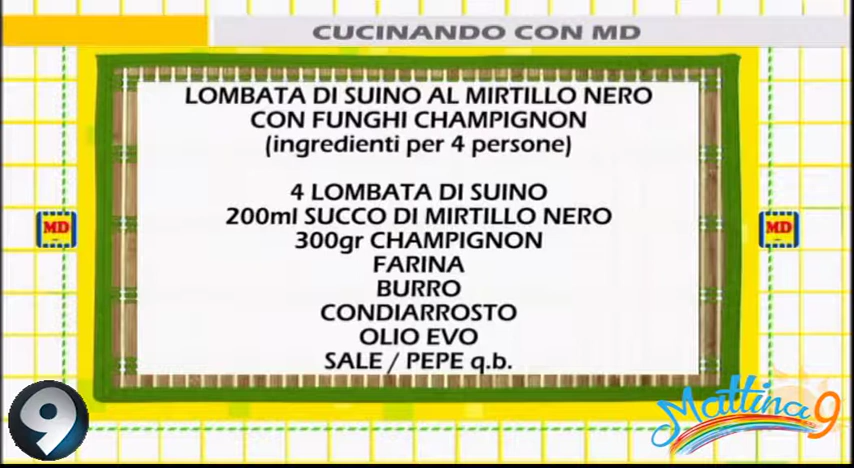 CUCINANDO CON MD
LOMBATA DI SUINO AL MIRTILLO NERO
CON FUNGHI CHAMPIGNON
(ingredienti per 4 persone)
4 LOMBATA DI SUINO
200ml SUCCO DI MIRTILLO NERO
300gr CHAMPIGNON
FARINA
BURRO
CONDIARROSTO
OLIO EVO
SALE / PEPE q.b.
MD
MD
9
Mattina 9